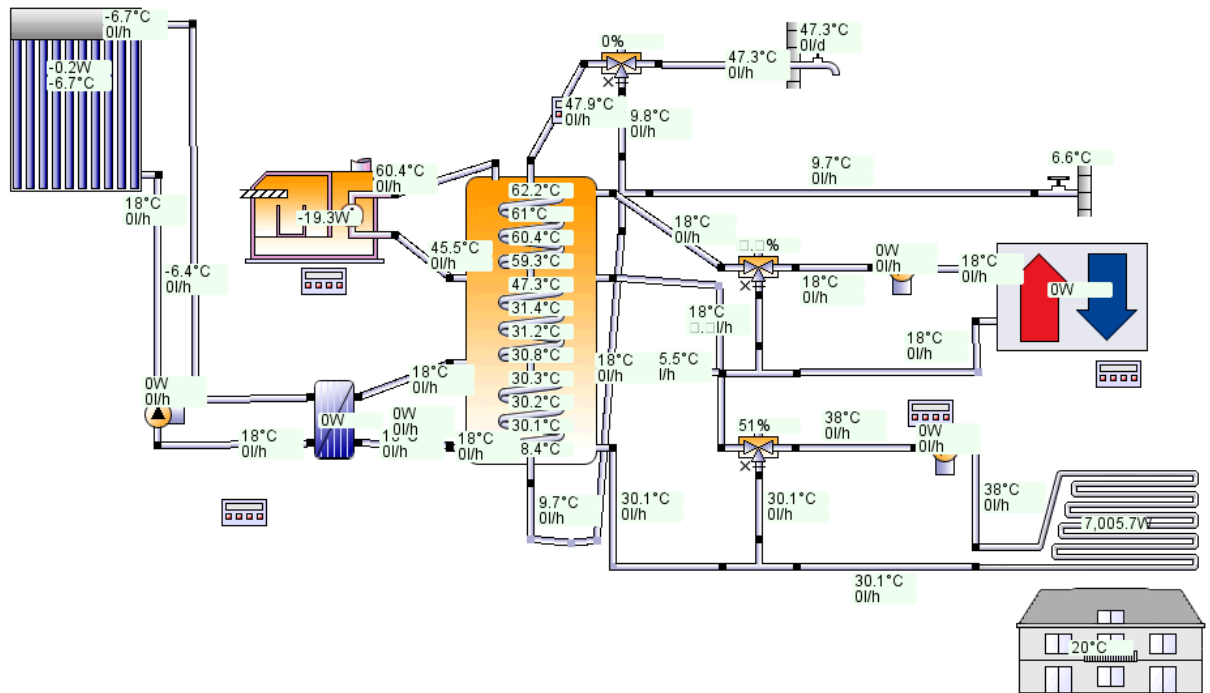 -6.7°C
0l/h
-0.2W
-6.7°C
18°C
0l/h
-6.4°C
0l/h
0W
0l/h
18°C
0l/h
0W
18°C
0l/h
0W
0l/h
0l/h
18°C
0l/h
60.4°C
0l/h
-19.3W
45.5°C
0l/h
62.2°C
61°C
60.4°C
59.3°C
47.3°C
31.4°C
31.2°C
30.8°C
30.3°C
30.2°C
30.1°C
8.4°C
9.7°C
0l/h
0%
47.9°C
0l/h
47.3°C
0l/h
47.3°C
0l/d
9.8°C
0l/h
9.7°C
0l/h
6.6°C
18°C
0l/h
18°C
0l/h
0W
0l/h
18°C
0l/h
0W
18°C
0l/h
18°C
18°C
0l/h
5.5°C
l/h
51%
38°C
0l/h
0W
0l/h
38°C
0l/h
7,005.7W
30.1°C
0l/h
30.1°C
0l/h
30.1°C
0l/h
20°C